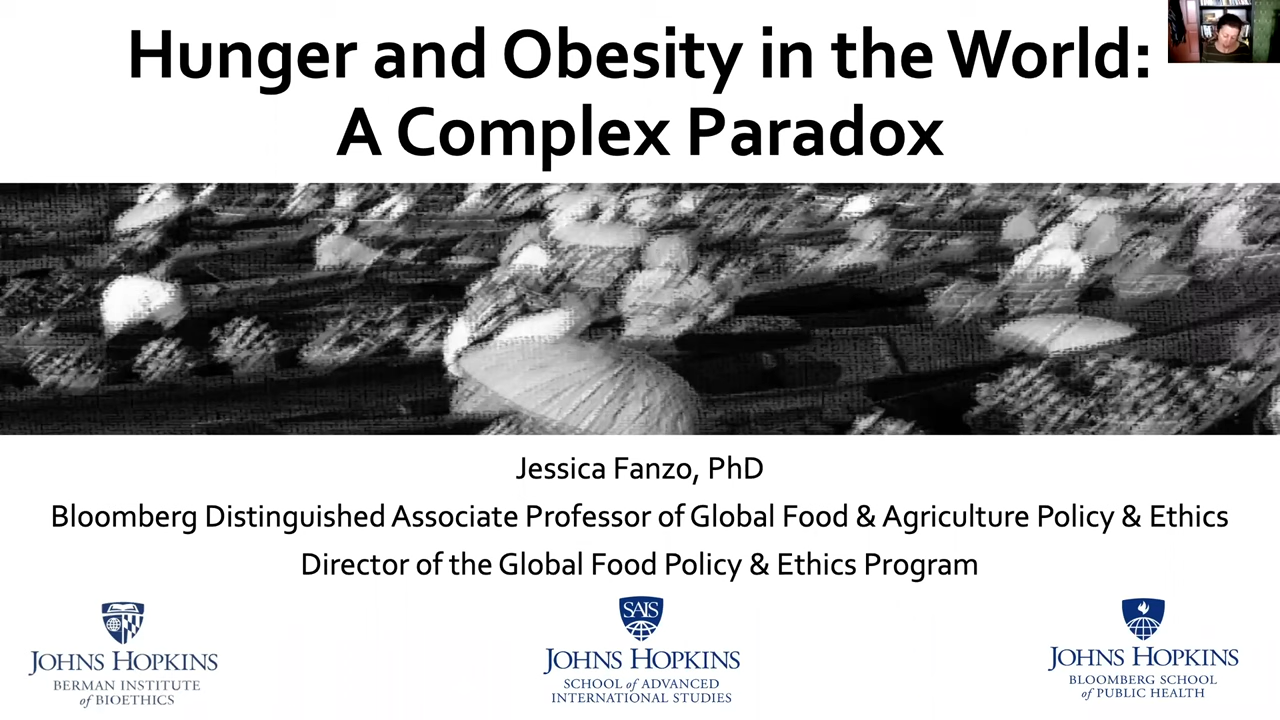 Hunger and Obesity in the World:
A Complex Paradox
Jessica Fanzo, PhD
Bloomberg Distinguished Associate Professor of Global Food & Agriculture Policy & Ethics
Director of the Global Food Policy & Ethics Program
JOHNS HOPKINS
BERMAN INSTITUTE
of BIOETHICS
SAIS
JOHNS HOPKINS
SCHOOL of ADVANCED
INTERNATIONAL STUDIES
JOHNS HOPKINS
BLOOMBERG SCHOOL
of PUBLIC HEALTH